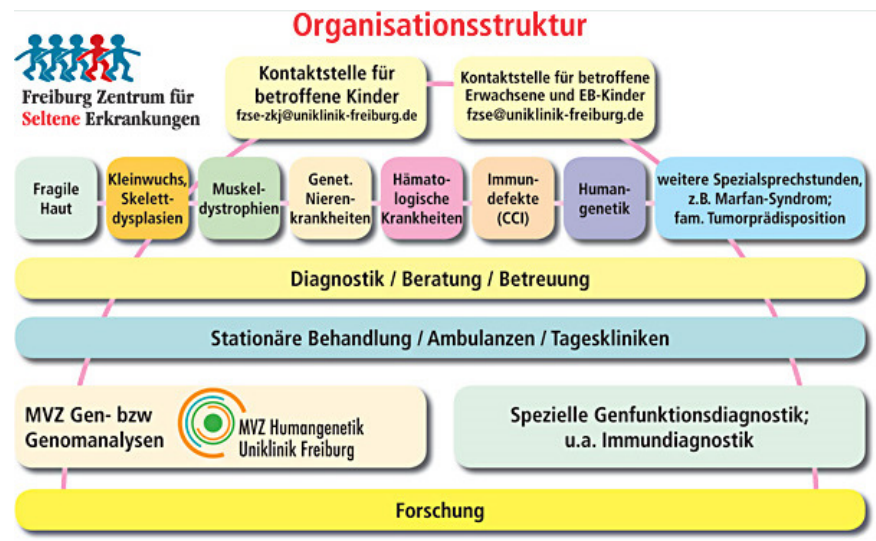 Organisationsstruktur
Freiburg Zentrum für
Seltene Erkrankungen
Kontaktstelle für
betroffene Kinder
fzse-zkj@uniklinik-freiburg.de
Kontaktstelle für betroffene
Erwachsene und EB-Kinder
fzse@uniklinik-freiburg.de
Fragile
Haut
Kleinwuchs,
Skelett-
dysplasien
Muskel-
dystrophien
Genet.
Nieren-
krankheiten
Hämato-
logische
Krankheiten
Immun-
defekte
(CCI)
Human-
genetik
weitere Spezialsprechstunden,
z.B. Marfan-Syndrom;
fam. Tumorprädisposition
Diagnostik / Beratung / Betreuung
Stationäre Behandlung / Ambulanzen / Tageskliniken
MVZ Gen- bzw
Genomanalysen
MVZ Humangenetik
Uniklinik Freiburg
Spezielle Genfunktionsdiagnostik;
u.a. Immundiagnostik
Forschung